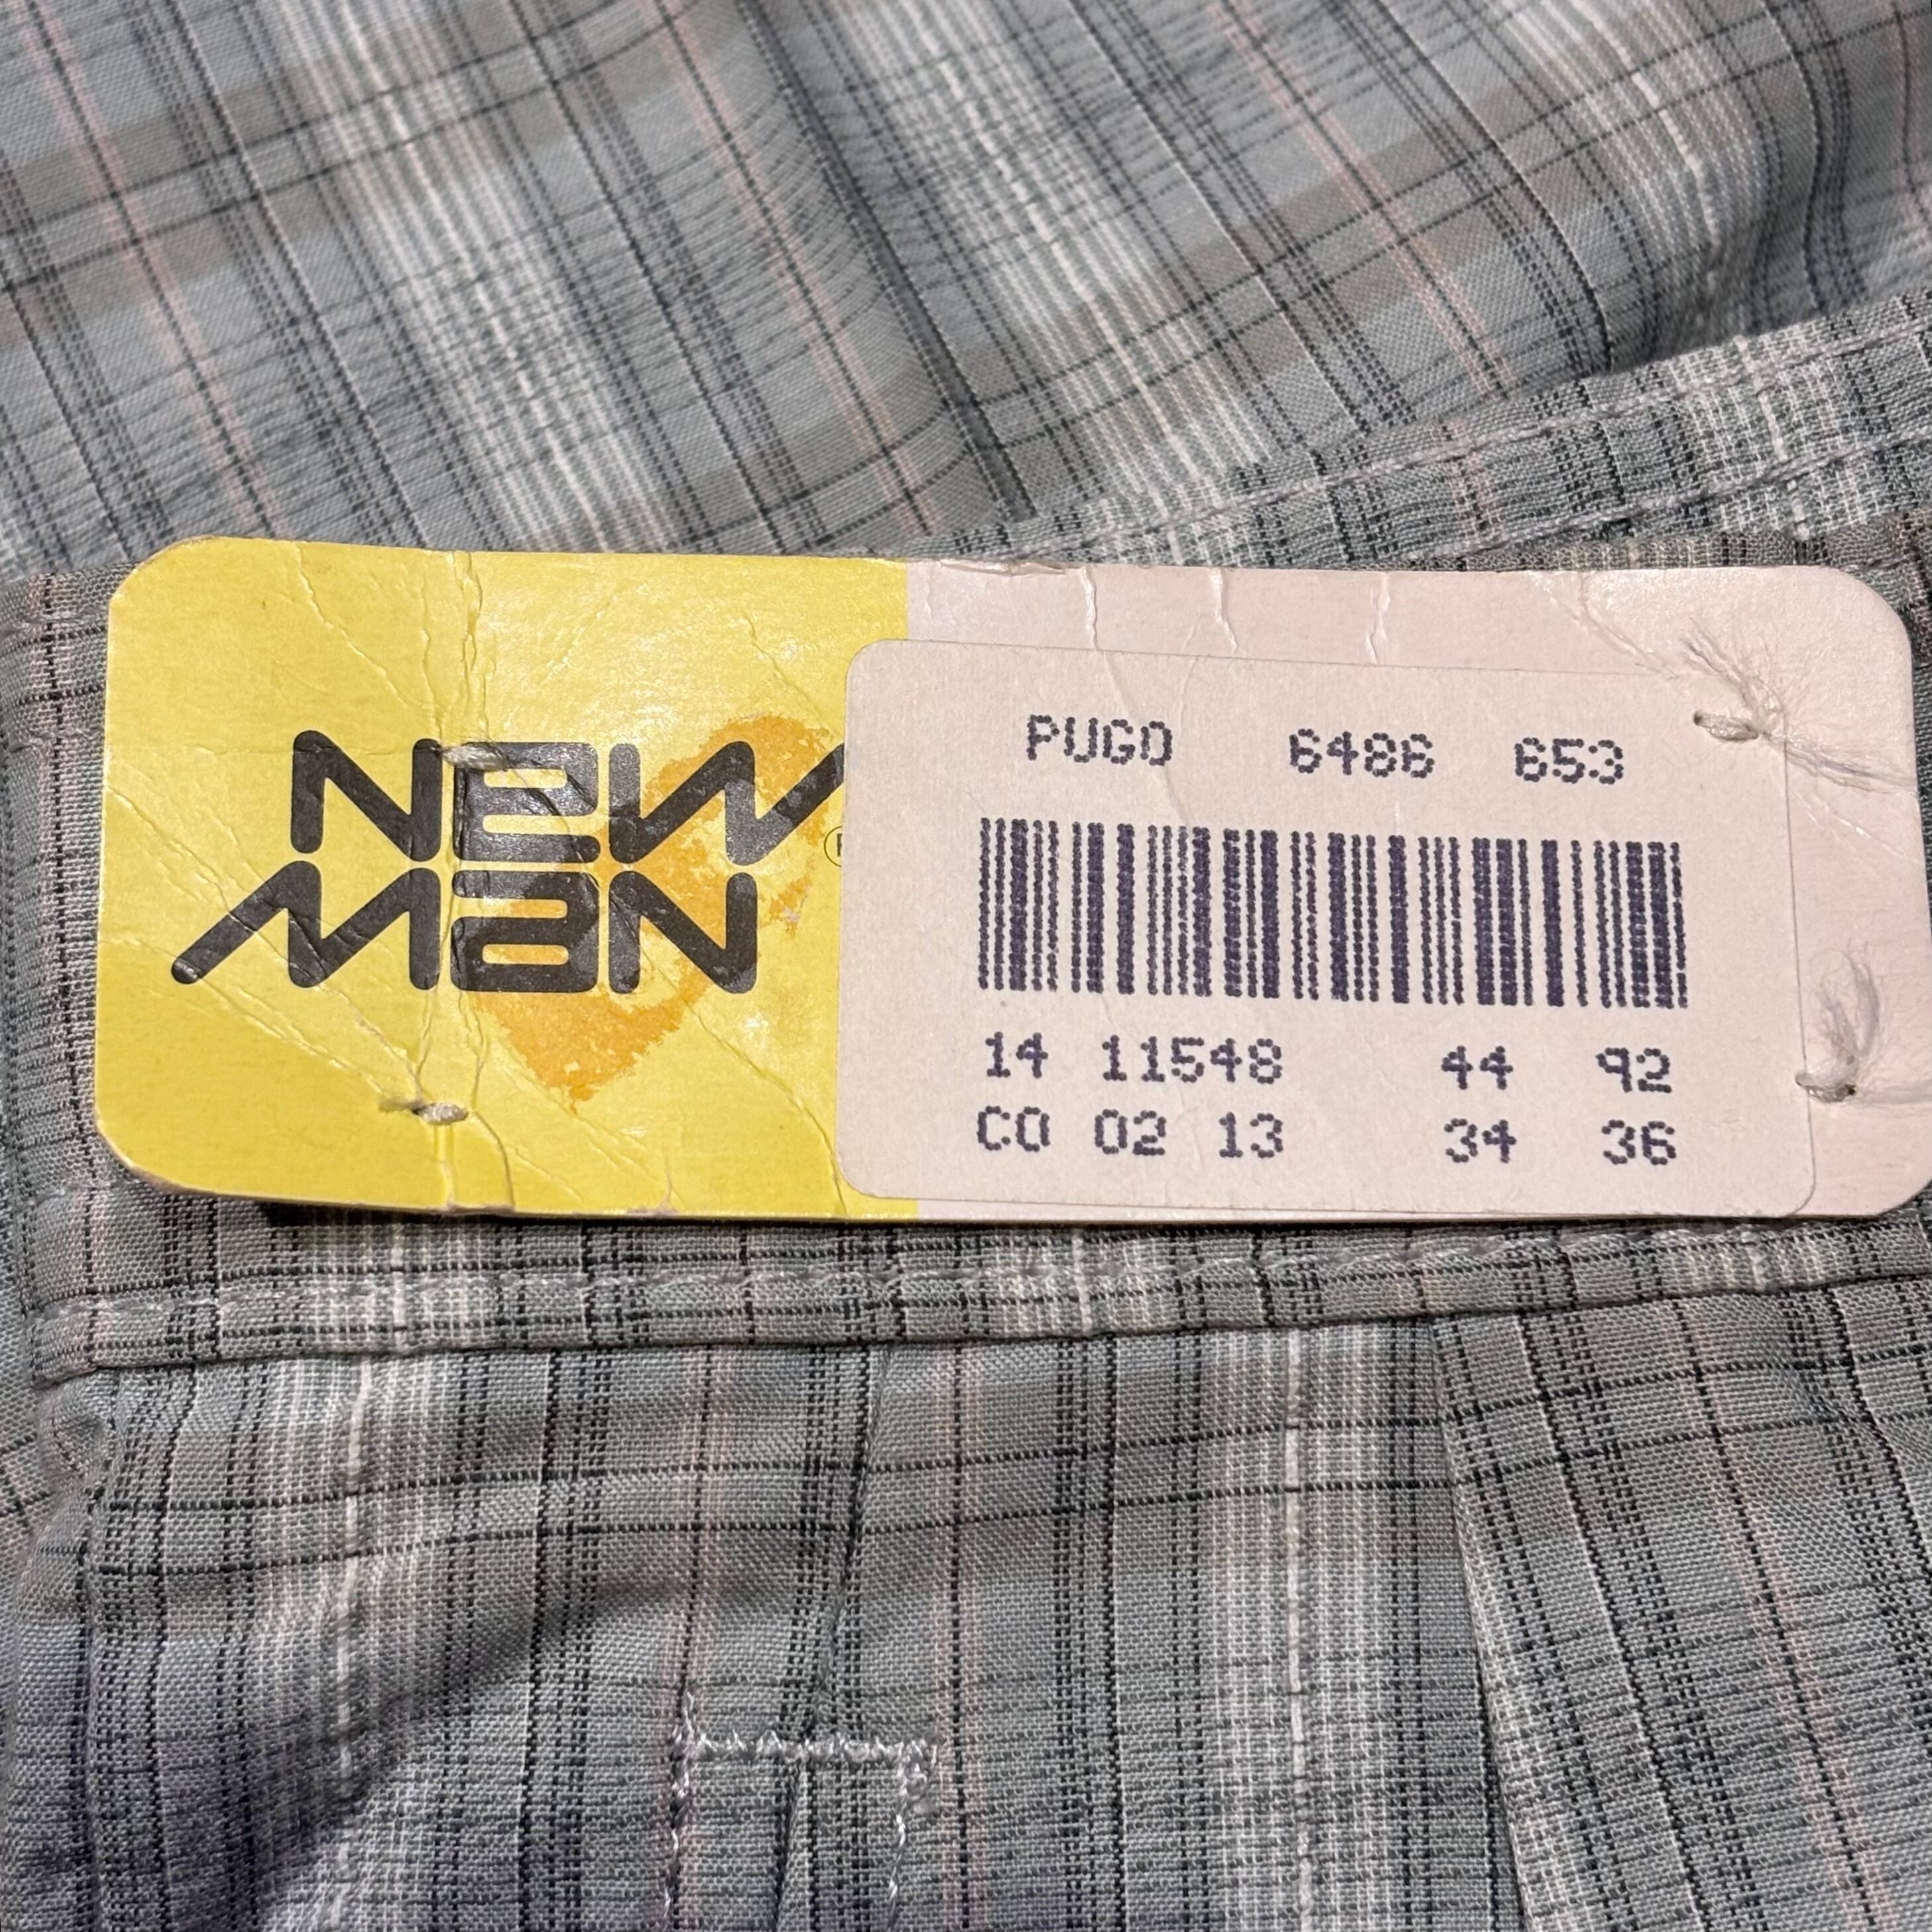 NEW
MAN
PUGO 6486 653
14 11548 44 92
CO 02 13 34 36